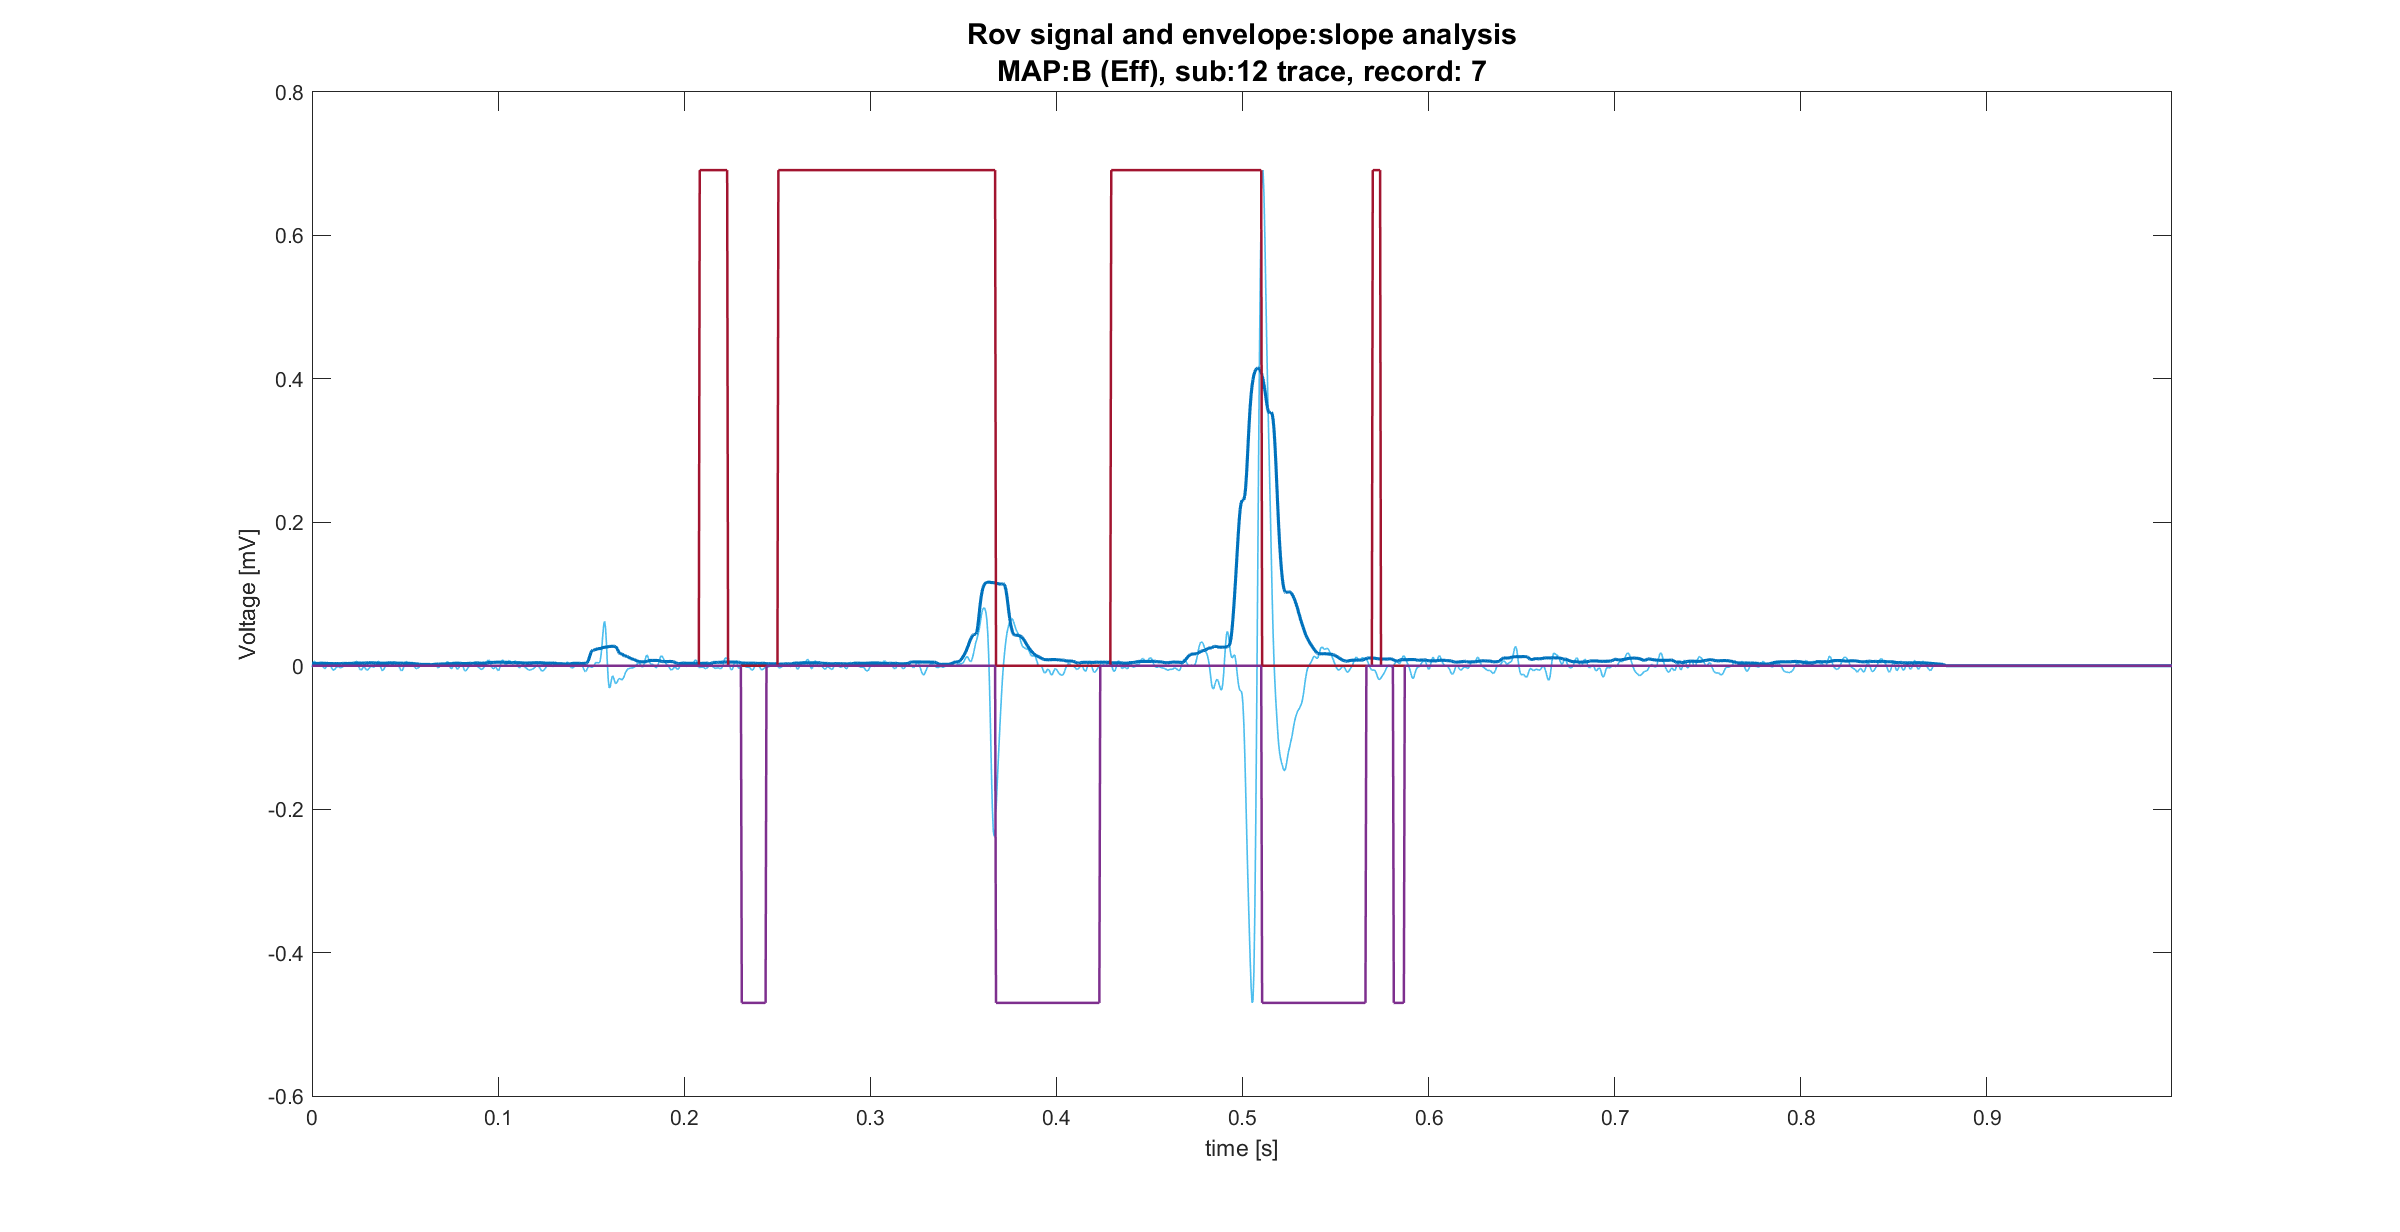 Rov signal and envelope:slope analysis
MAP:B (Eff), sub:12 trace, record: 7
0.8
0.6
0.4
0.2
0
-0.2
-0.4
-0.6
Voltage [mV]
0 0.1 0.2 0.3 0.4 0.5 0.6 0.7 0.8 0.9
time [s]